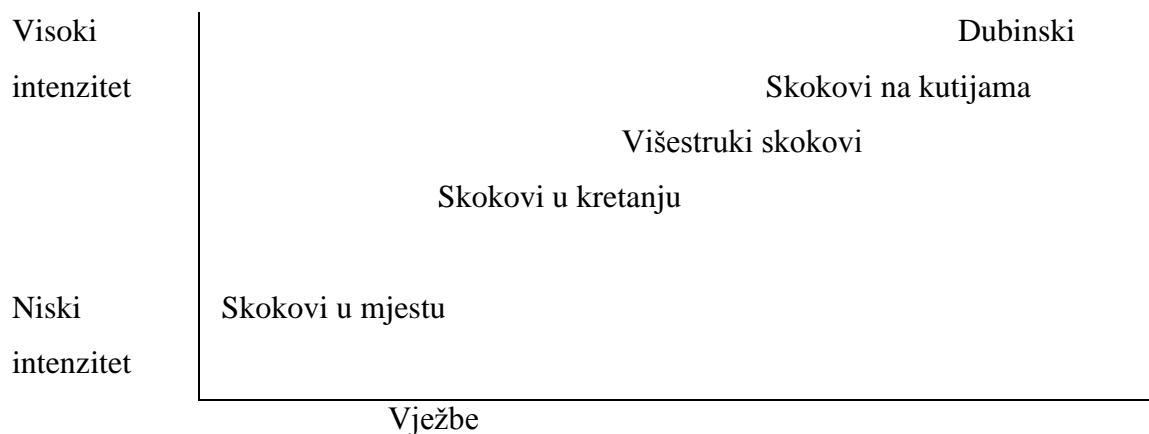 Visoki Dubinski
intenzitet Skokovi na kutijama
Višestruki skokovi
Skokovi u kretanju
Niski Skokovi u mjestu
intenzitet
Vježbe